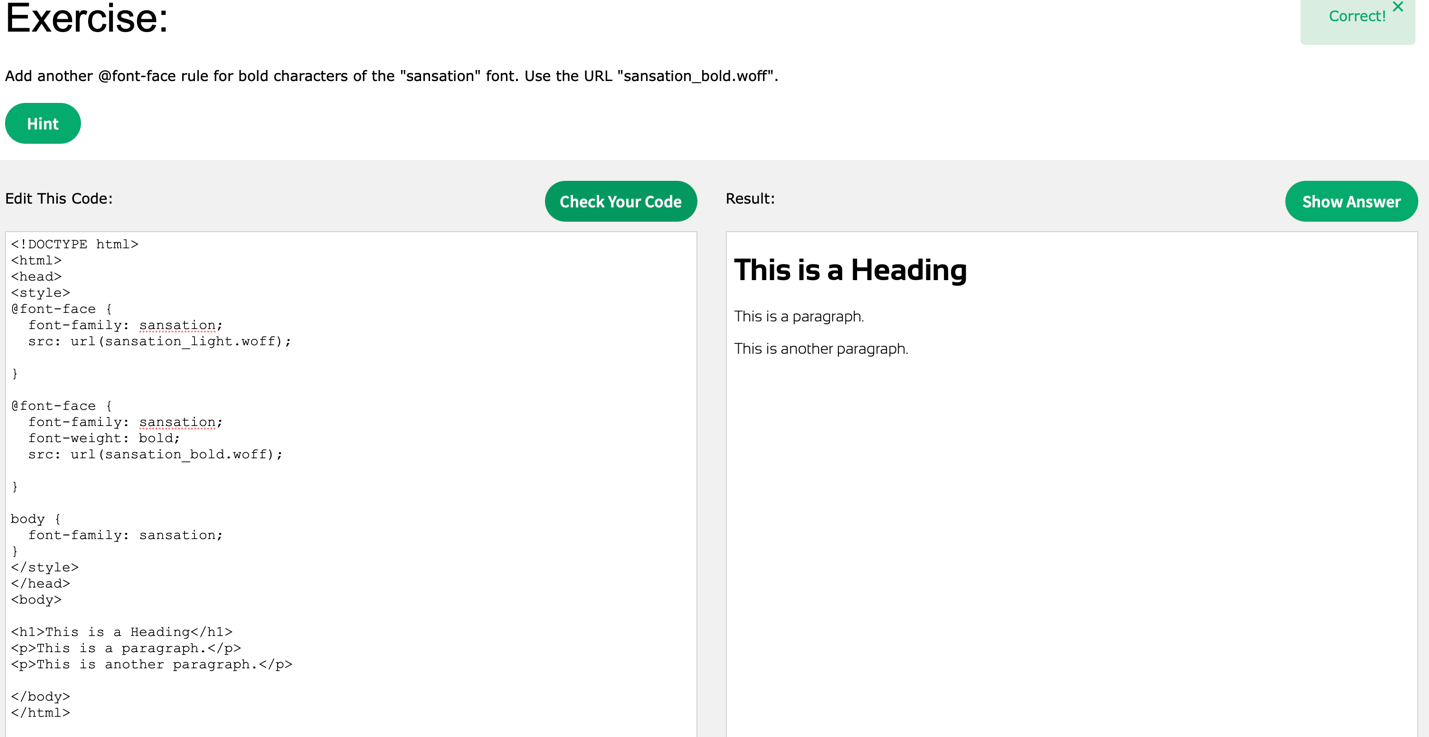 Exercise:
Correct! ×
Add another @font-face rule for bold characters of the "sansation" font. Use the URL "sansation_bold.woff".
Hint
Edit This Code:
Check Your Code
<!DOCTYPE html>
<html>
<head>
<style>
@font-face {
  font-family: sansation;
  src: url(sansation_light.woff);
}
@font-face {
  font-family: sansation;
  font-weight: bold;
  src: url(sansation_bold.woff);
}
body {
  font-family: sansation;
}
</style>
</head>
<body>
<h1>This is a Heading</h1>
<p>This is a paragraph.</p>
<p>This is another paragraph.</p>
</body>
</html>
Result:
Show Answer
This is a Heading
This is a paragraph.
This is another paragraph.